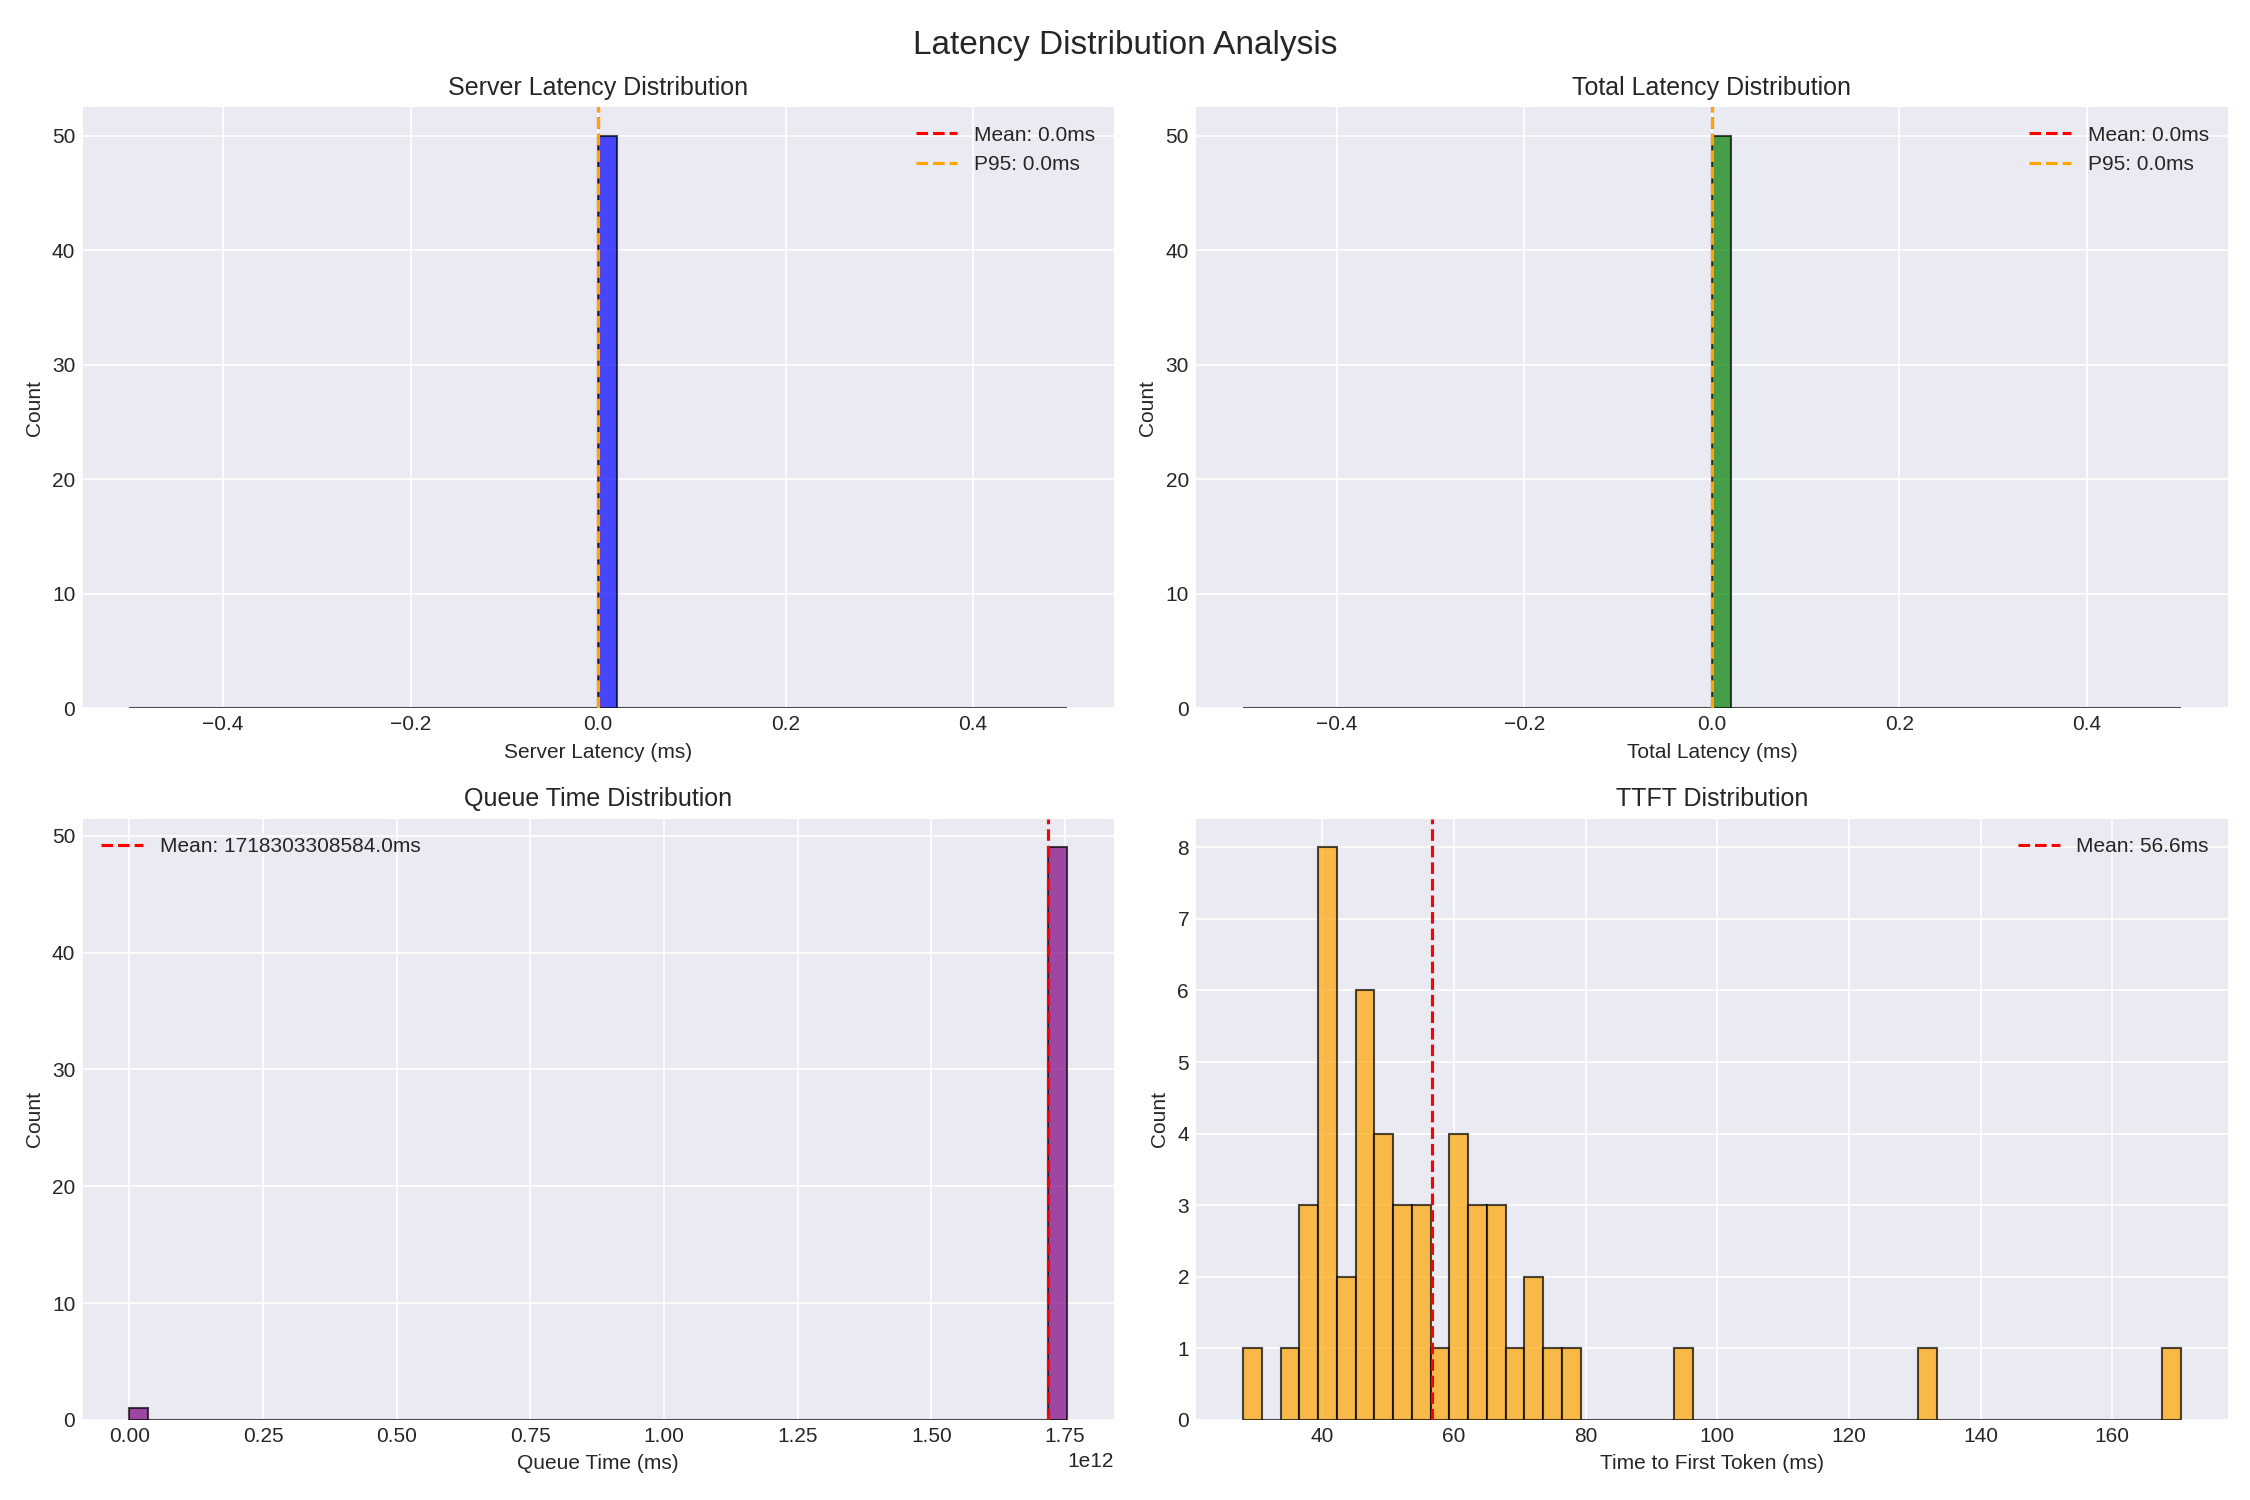 Latency Distribution Analysis
Server Latency Distribution
Mean: 0.0ms
P95: 0.0ms
Count
50
40
30
20
10
0
−0.4
−0.2
0.0
0.2
0.4
Server Latency (ms)
Total Latency Distribution
Mean: 0.0ms
P95: 0.0ms
Count
50
40
30
20
10
0
−0.4
−0.2
0.0
0.2
0.4
Total Latency (ms)
Queue Time Distribution
Mean: 1718303308584.0ms
Count
50
40
30
20
10
0
0.00
0.25
0.50
0.75
1.00
1.25
1.50
1.75
1e12
Queue Time (ms)
TTFT Distribution
Mean: 56.6ms
Count
8
7
6
5
4
3
2
1
0
40
60
80
100
120
140
160
Time to First Token (ms)